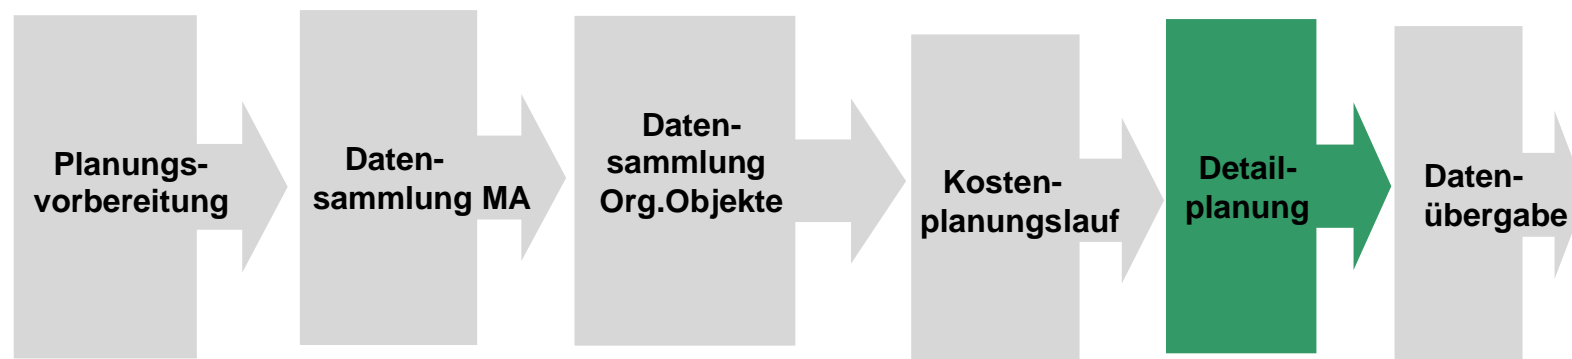 Planungs-
vorbereitung
Daten-
sammlung MA
Daten-
sammlung
Org.Objekte
Kosten-
planungslauf
Detail-
planung
Daten-
übergabe